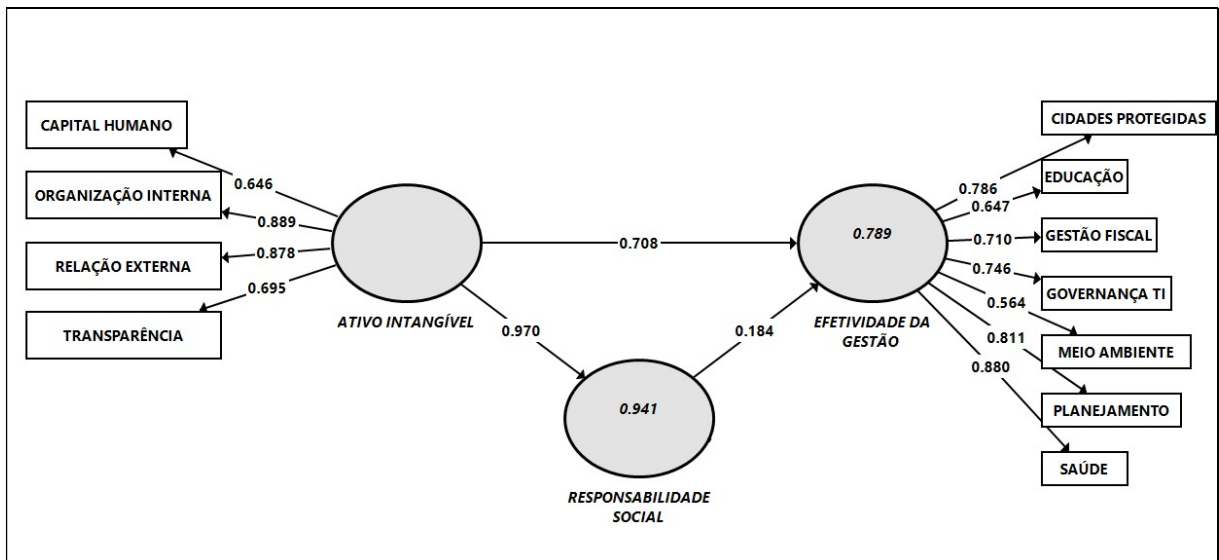 CAPITAL HUMANO
ORGANIZAÇÃO INTERNA
RELAÇÃO EXTERNA
TRANSPARÊNCIA
0.646
0.889
0.878
0.695
ATIVO INTANGÍVEL
0.708
0.970
0.184
0.941
RESPONSABILIDADE
SOCIAL
0.789
EFETIVIDADE DA
GESTÃO
0.786
0.647
0.710
0.746
0.564
0.811
0.880
CIDADES PROTEGIDAS
EDUCAÇÃO
GESTÃO FISCAL
GOVERNANÇA TI
MEIO AMBIENTE
PLANEJAMENTO
SAÚDE